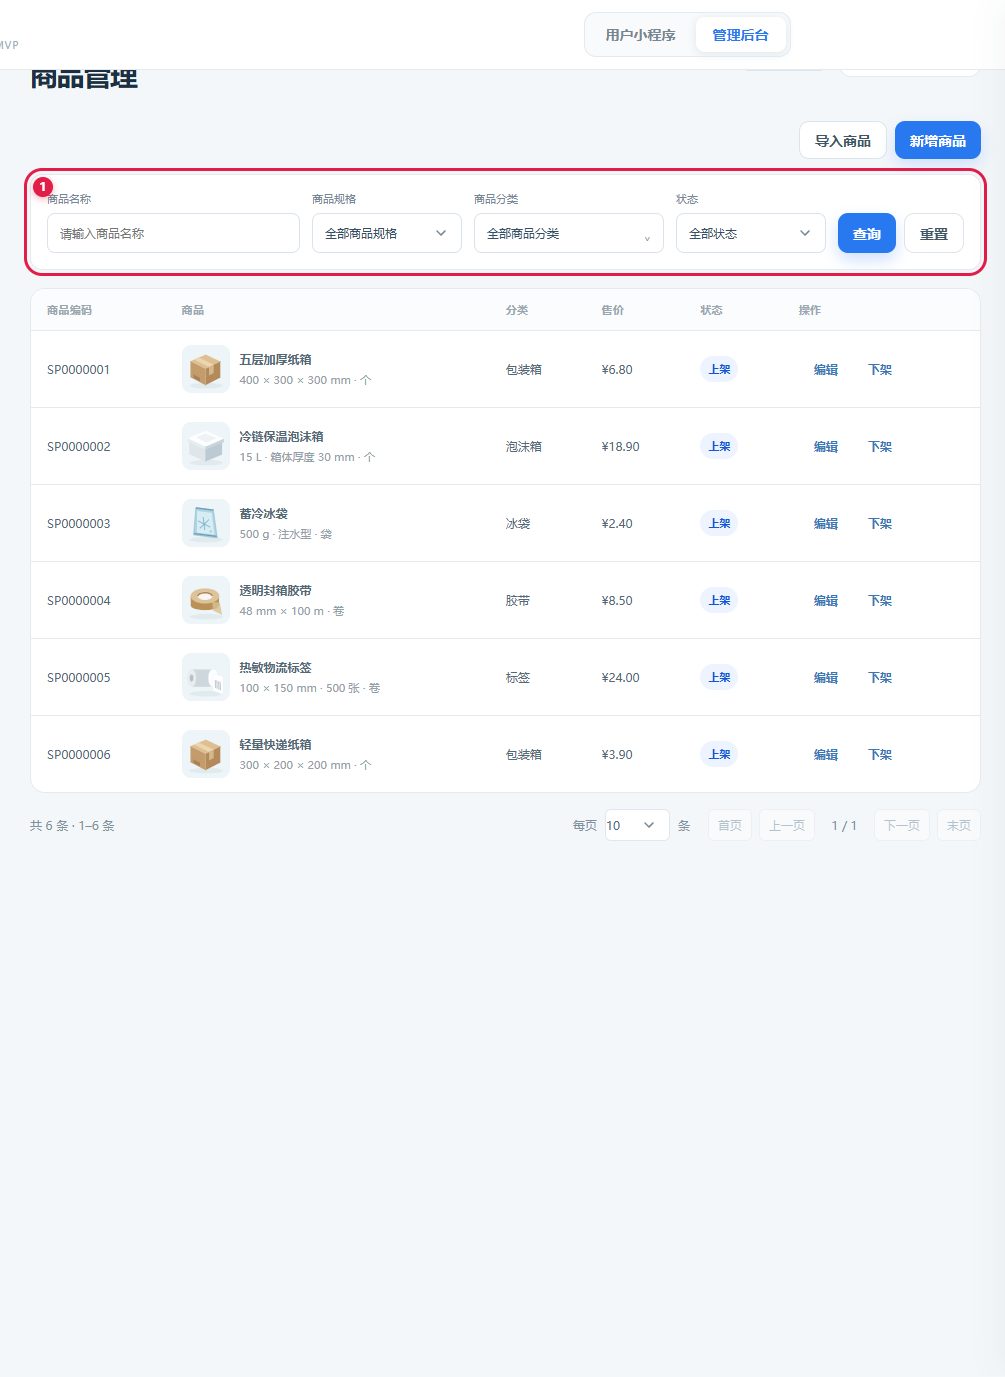 用户小程序 管理后台
MVP
商品管理
导入商品 新增商品
1
商品名称 商品规格 商品分类 状态
请输入商品名称 全部商品规格 全部商品分类 全部状态 查询 重置
商品编码 商品 分类 售价 状态 操作
五层加厚纸箱
SP0000001 包装箱 ¥6.80 上架 编辑 下架
400 × 300 × 300 mm · 个
冷链保温泡沫箱
SP0000002 泡沫箱 ¥18.90 上架 编辑 下架
15 L · 箱体厚度 30 mm · 个
蓄冷冰袋
SP0000003 冰袋 ¥2.40 上架 编辑 下架
500 g · 注水型 · 袋
透明封箱胶带
SP0000004 胶带 ¥8.50 上架 编辑 下架
48 mm × 100 m · 卷
热敏物流标签
SP0000005 标签 ¥24.00 上架 编辑 下架
100 × 150 mm · 500 张 · 卷
轻量快递纸箱
SP0000006 包装箱 ¥3.90 上架 编辑 下架
300 × 200 × 200 mm · 个
共 6 条 · 1–6 条 每页 10 条 首页 上一页 1 / 1 下一页 末页